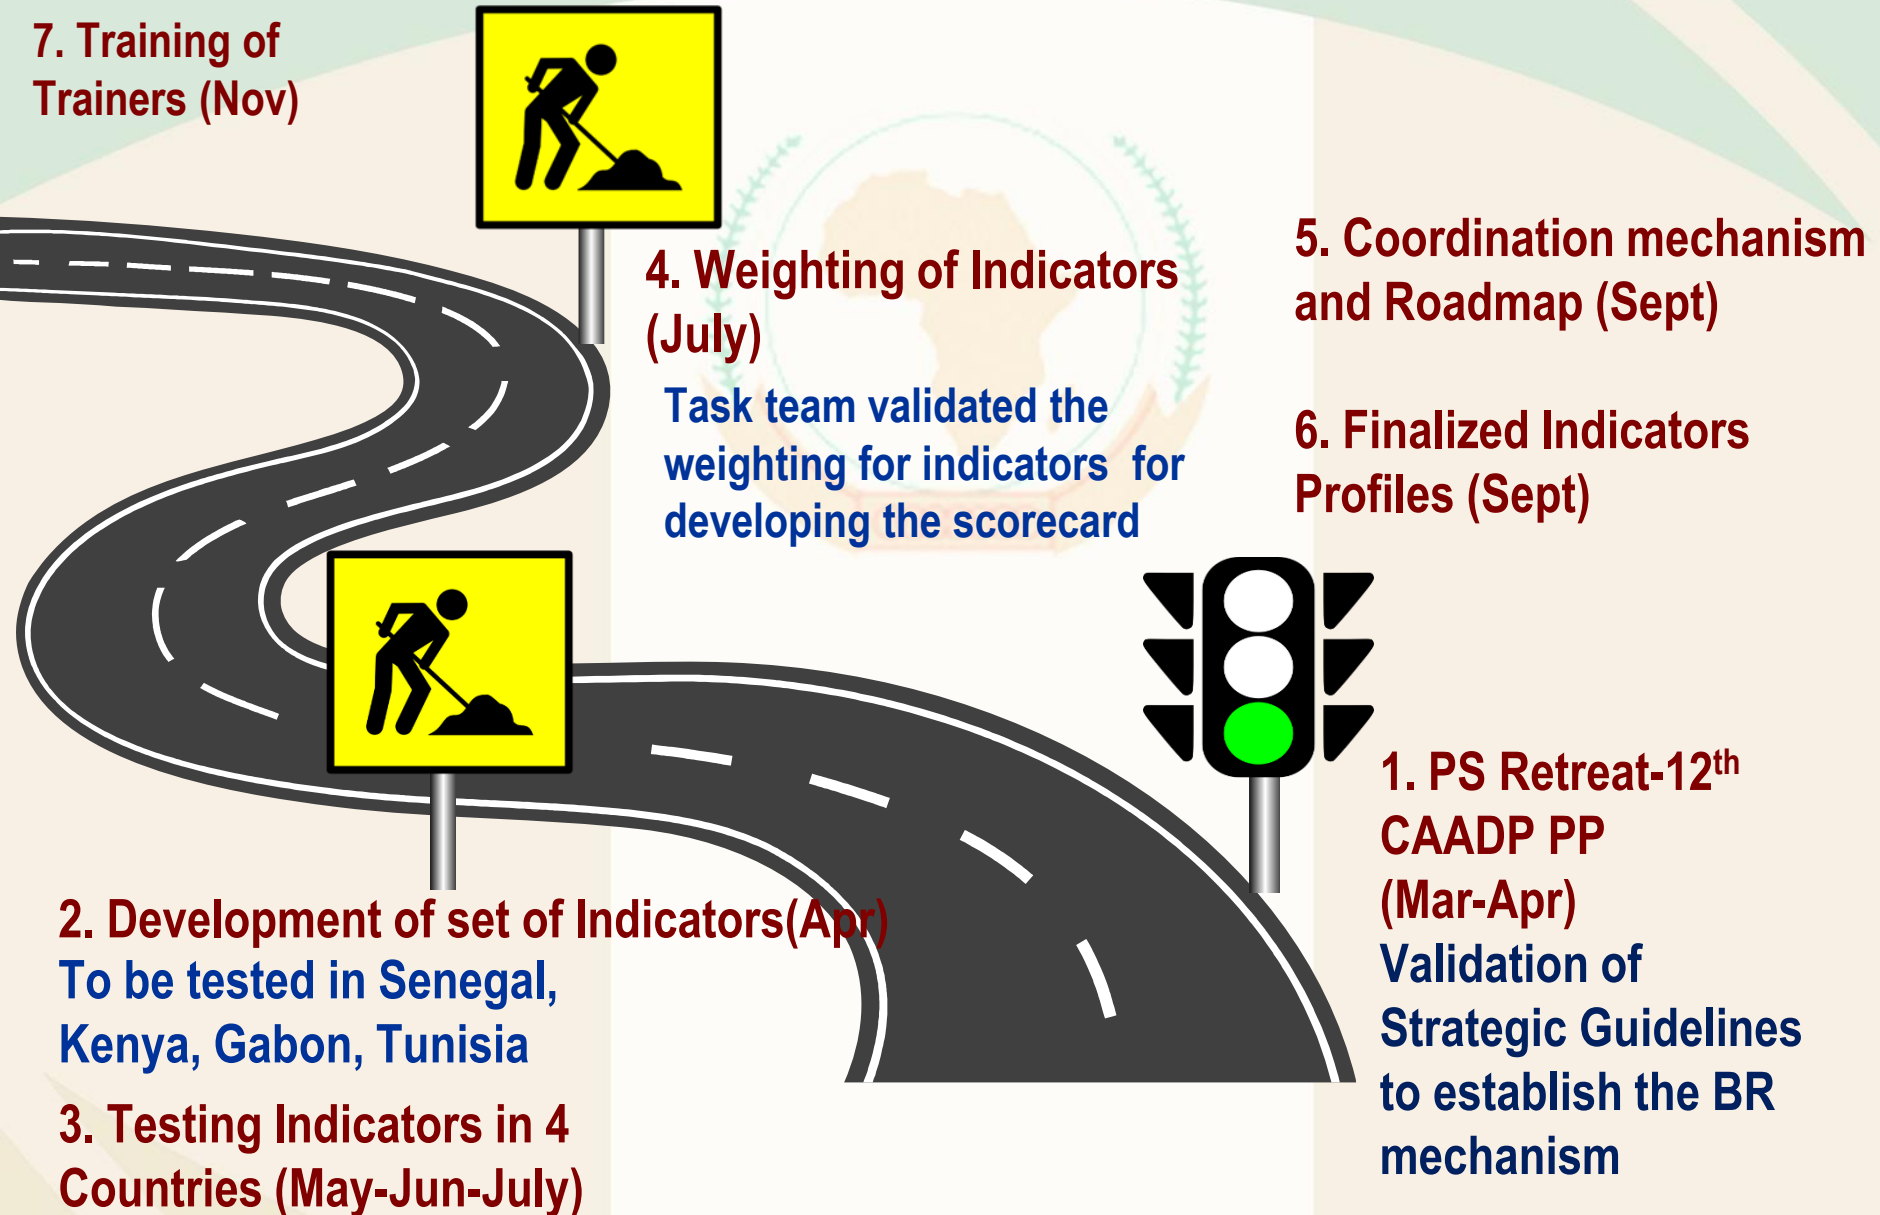 7. Training of
Trainers (Nov)
4. Weighting of Indicators
(July)
Task team validated the
weighting for indicators for
developing the scorecard
5. Coordination mechanism
and Roadmap (Sept)
6. Finalized Indicators
Profiles (Sept)
1. PS Retreat-12th
CAADP PP
(Mar-Apr)
Validation of
Strategic Guidelines
to establish the BR
mechanism
2. Development of set of Indicators(Apr)
To be tested in Senegal,
Kenya, Gabon, Tunisia
3. Testing Indicators in 4
Countries (May-Jun-July)